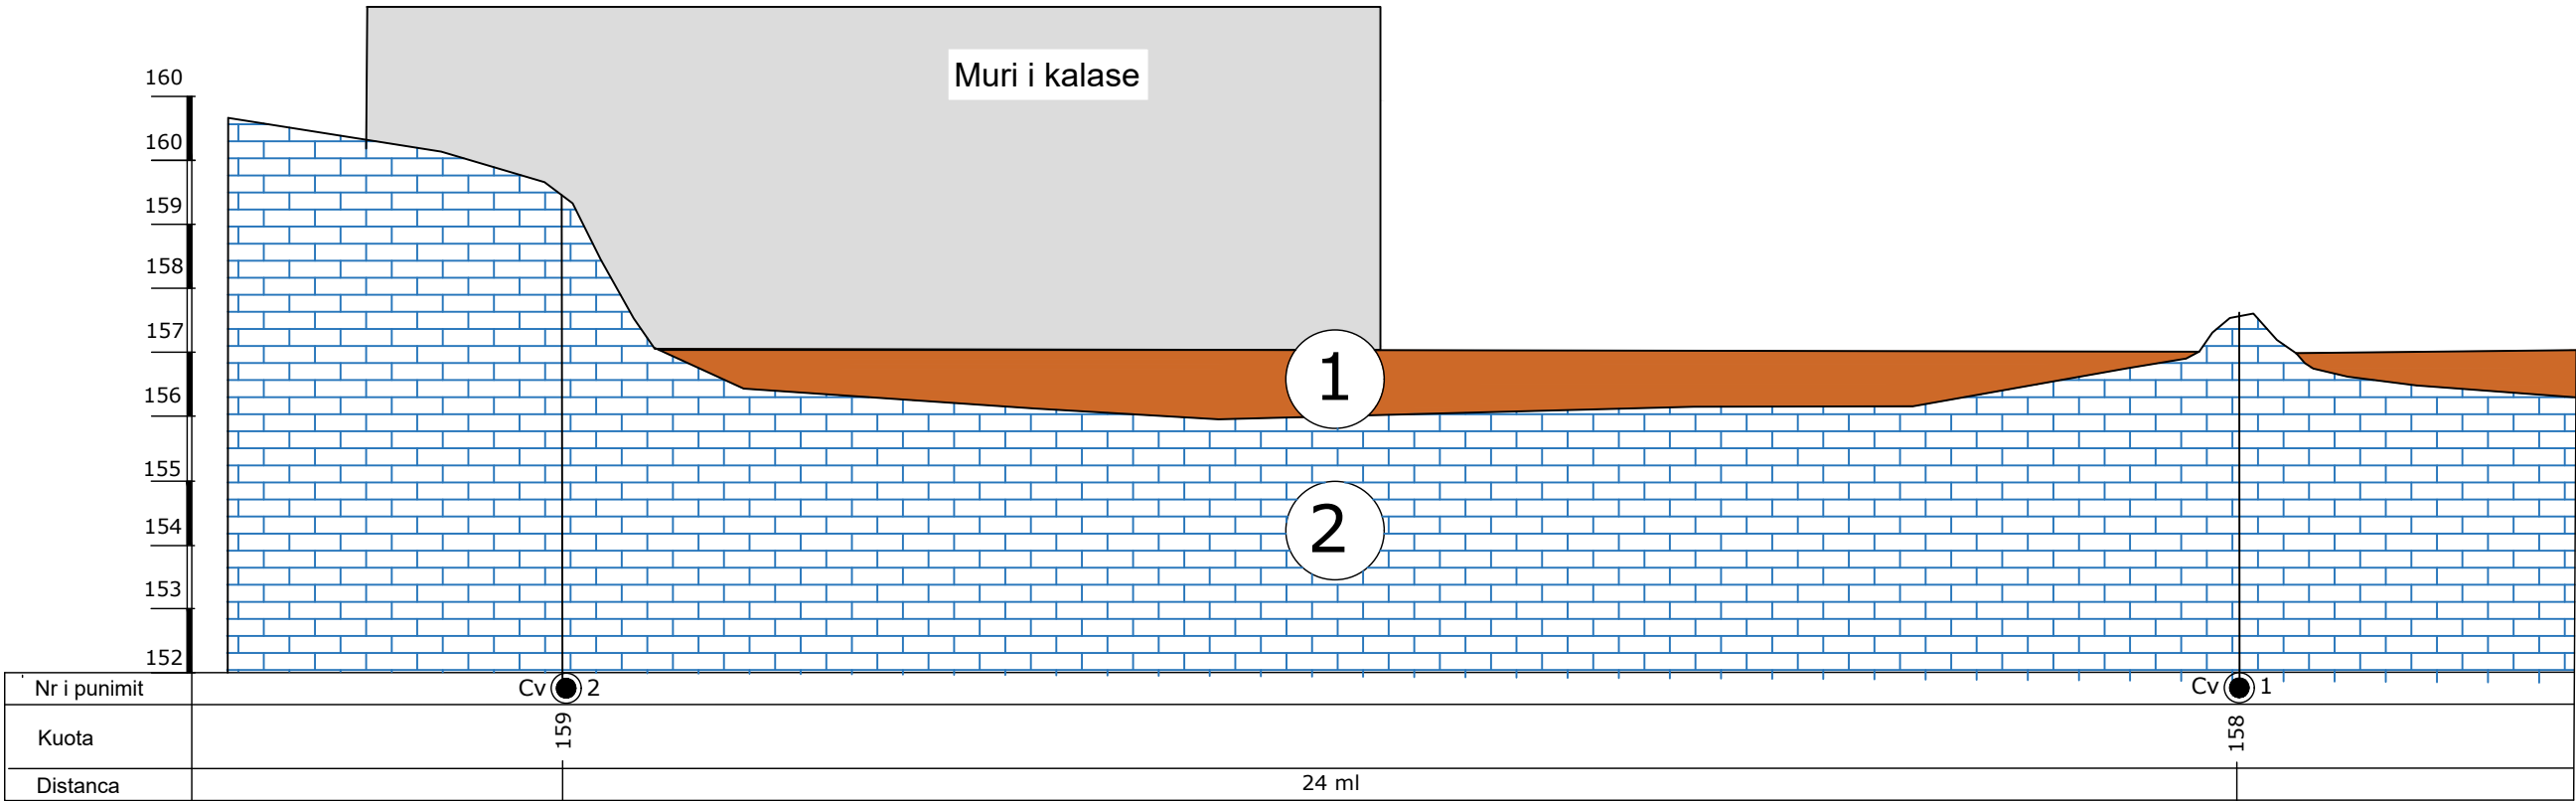 Muri i kalase
160
160
159
158
157
156
155
154
153
152
1
2
Nr i punimit
Cv 2
Cv 1
Kuota
159
158
Distanca
24 ml